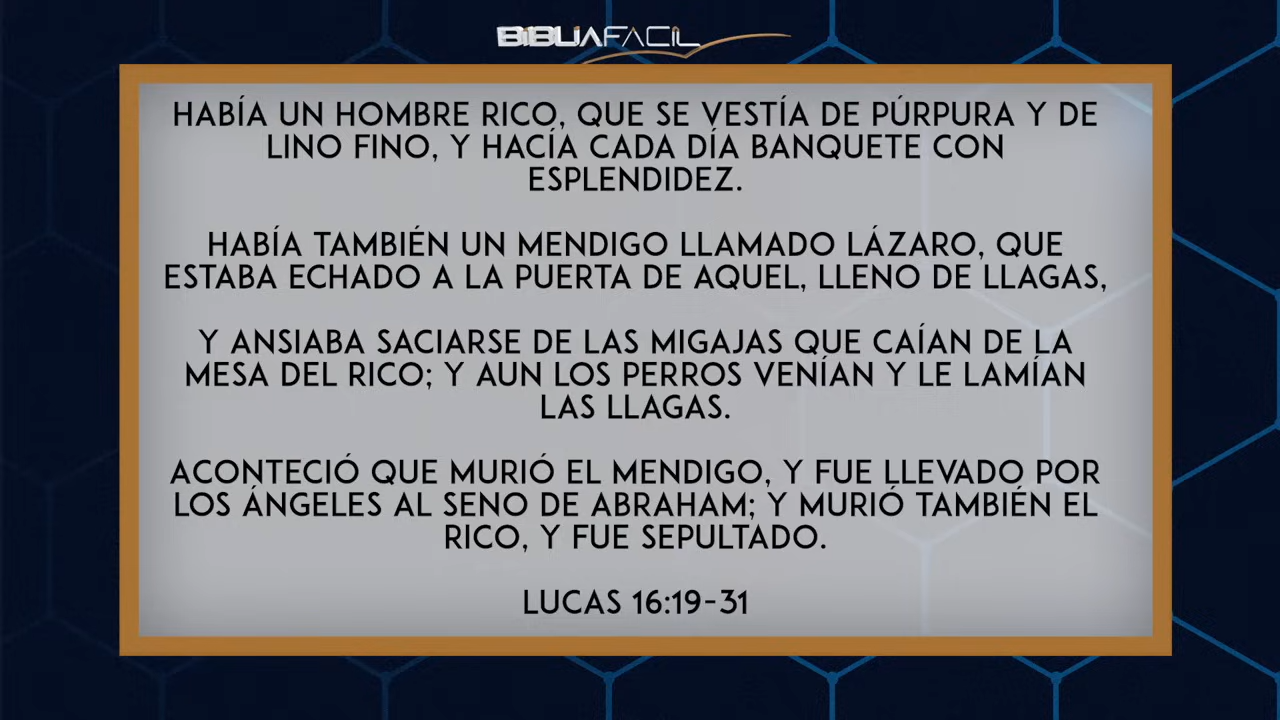 BIBLIAFACIL
HABÍA UN HOMBRE RICO, QUE SE VESTÍA DE PÚRPURA Y DE
LINO FINO, Y HACÍA CADA DÍA BANQUETE CON
ESPLENDIDEZ.
HABÍA TAMBIÉN UN MENDIGO LLAMADO LÁZARO, QUE
ESTABA ECHADO A LA PUERTA DE AQUEL, LLENO DE LLAGAS,
Y ANSIABA SACIARSE DE LAS MIGAJAS QUE CAÍAN DE LA
MESA DEL RICO; Y AUN LOS PERROS VENÍAN Y LE LAMÍAN
LAS LLAGAS.
ACONTECIÓ QUE MURIÓ EL MENDIGO, Y FUE LLEVADO POR
LOS ÁNGELES AL SENO DE ABRAHAM; Y MURIÓ TAMBIÉN EL
RICO, Y FUE SEPULTADO.
LUCAS 16:19-31